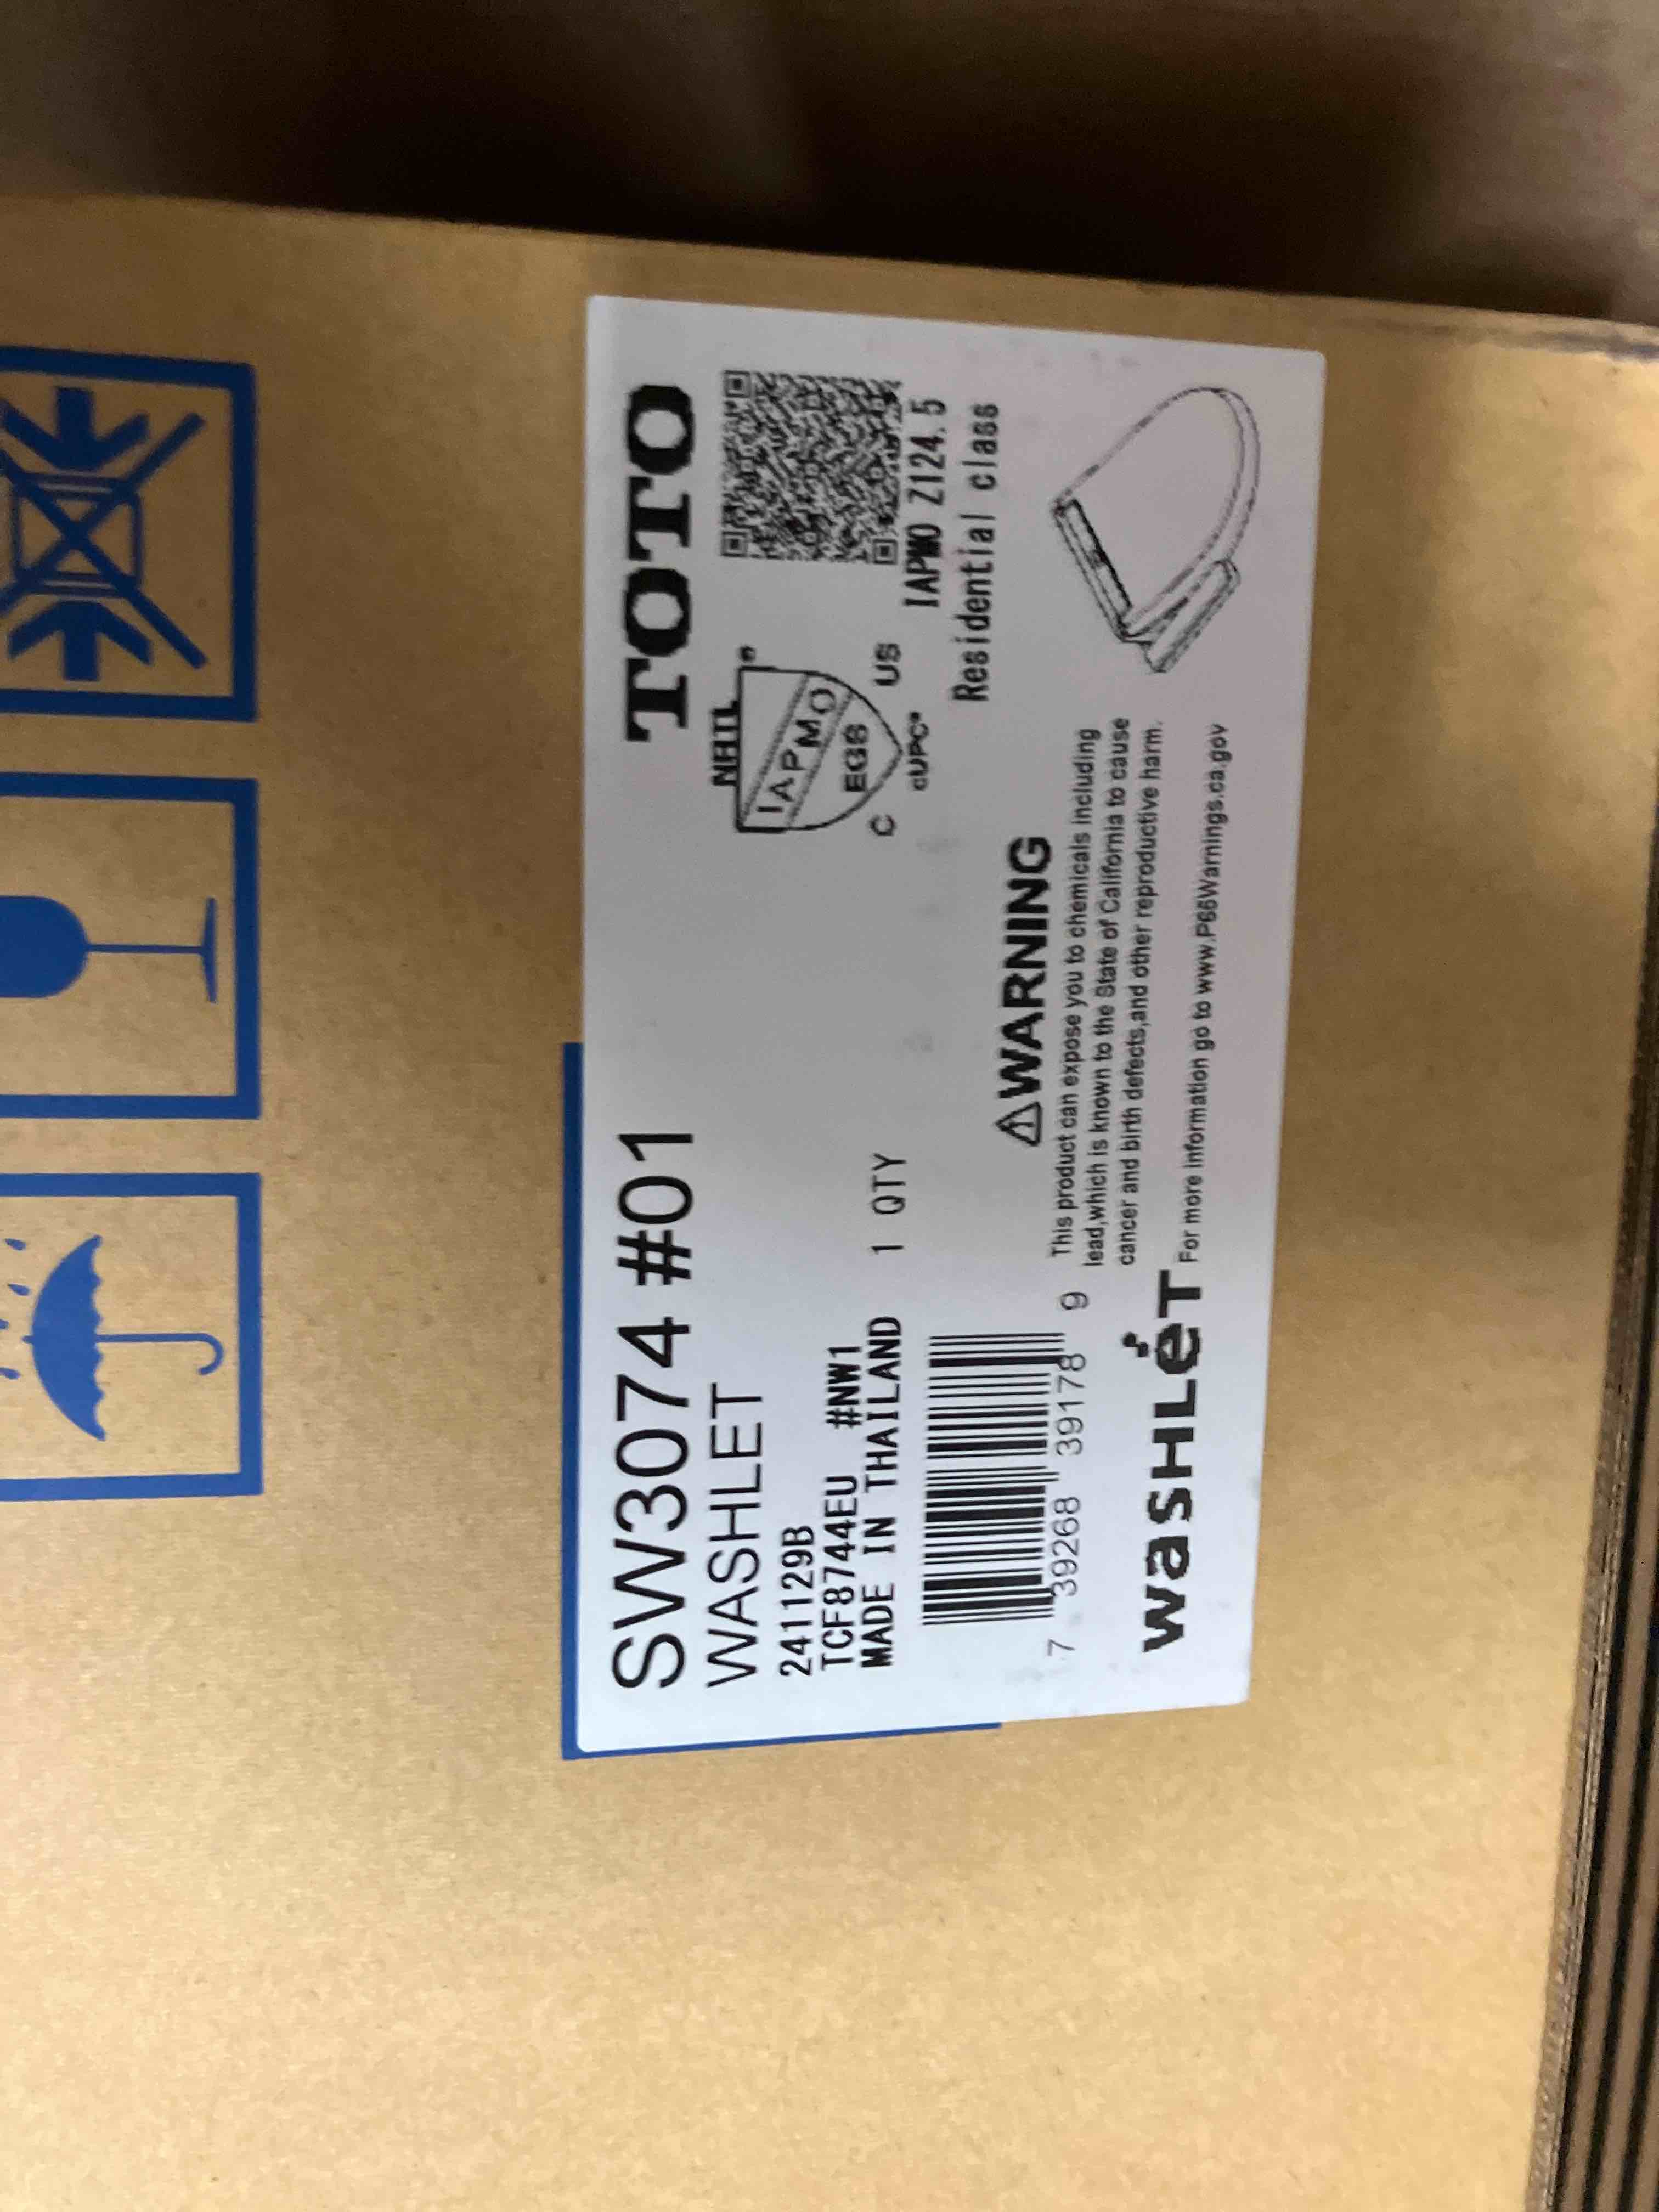 SW3074 #01
TOTO
WASHLET
241129B
TCF8744EU #NW1
MADE IN THAILAND 1 QTY
NRTL
IAPMO
EGS
C US
cUPC®
IAPMO Z124.5
Residential class
7 39268 39178 9
⚠WARNING
This product can expose you to chemicals including
lead,which is known to the State of California to cause
cancer and birth defects,and other reproductive harm.
For more information go to www.P65Warnings.ca.gov
WASHLET